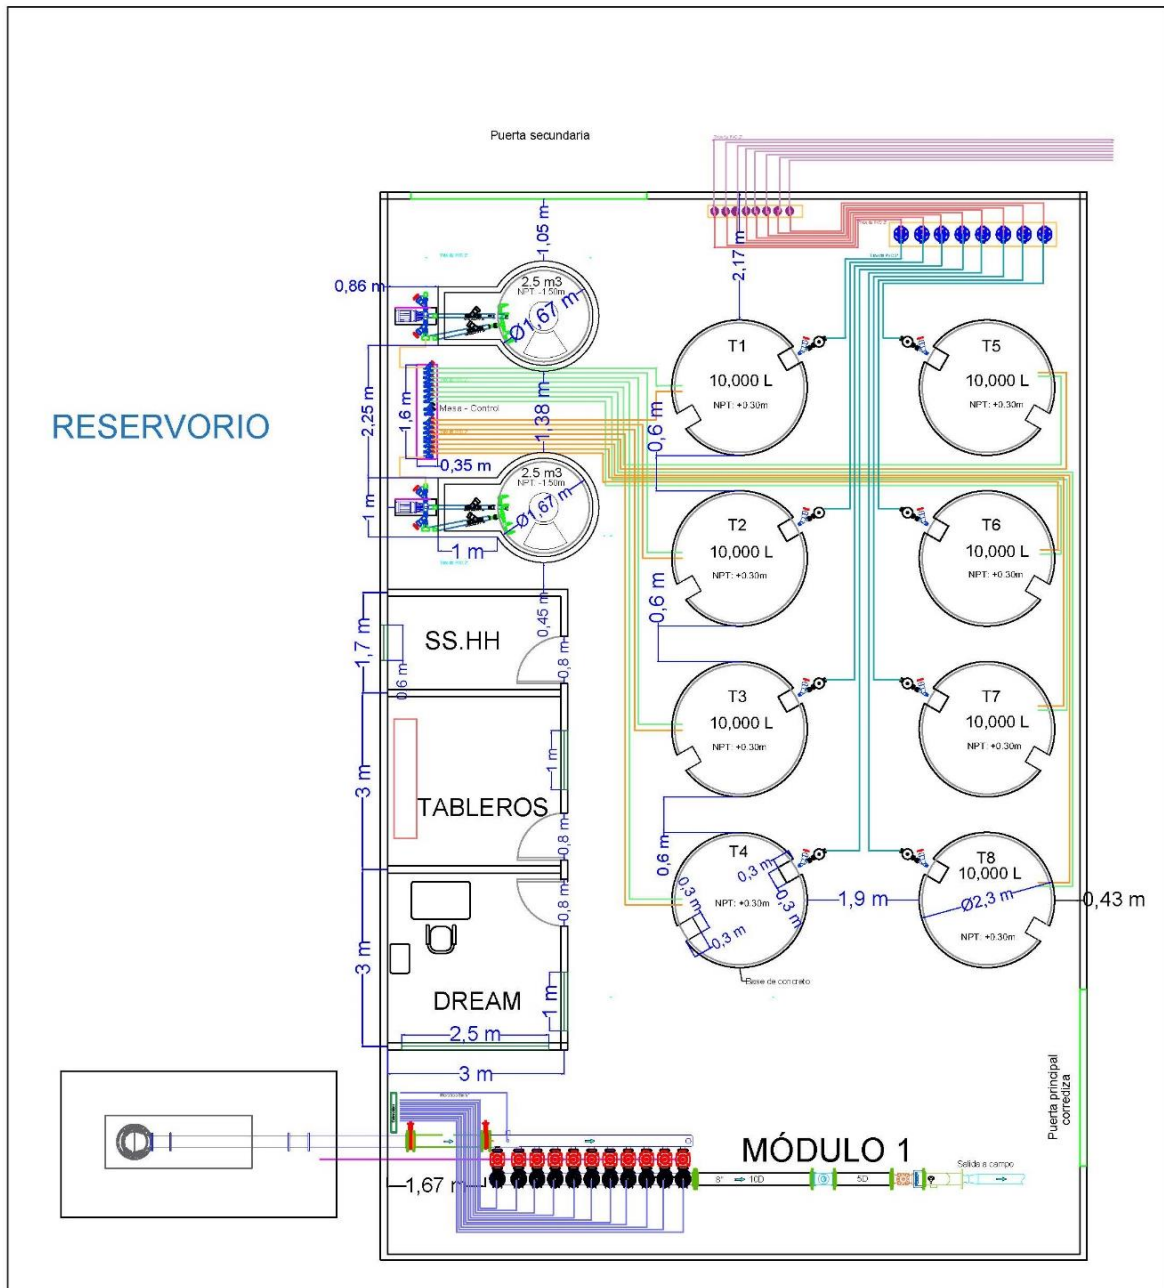 Puerta secundaria
1,05 m
2,17 m
0,86 m
2.5 m3
NPT: -1.50m
Ø1,67 m
T1
10,000 L
NPT: +0.30m
T5
10,000 L
NPT: +0.30m
RESERVORIO
2,25 m
1,6 m
Mesa - Control
0,35 m
1,38 m
0,6 m
2.5 m3
NPT: -1.50m
Ø1,67 m
1 m
1 m
T2
10,000 L
NPT: +0.30m
T6
10,000 L
NPT: +0.30m
0,45 m
0,6 m
1,7 m
SS.HH
0,6 m
0,8 m
T3
10,000 L
NPT: +0.30m
T7
10,000 L
NPT: +0.30m
3 m
TABLEROS
1 m
0,8 m
0,6 m
T4
0,3 m
0,3 m
0,3 m
0,3 m
NPT: +0.30m
1,9 m
T8
10,000 L
Ø2,3 m
NPT: +0.30m
0,43 m
Base de concreto
3 m
DREAM
0,8 m
1 m
2,5 m
3 m
Puerta principal
corrediza
MÓDULO 1
1,67 m
8"
10D
5D
Salida a campo